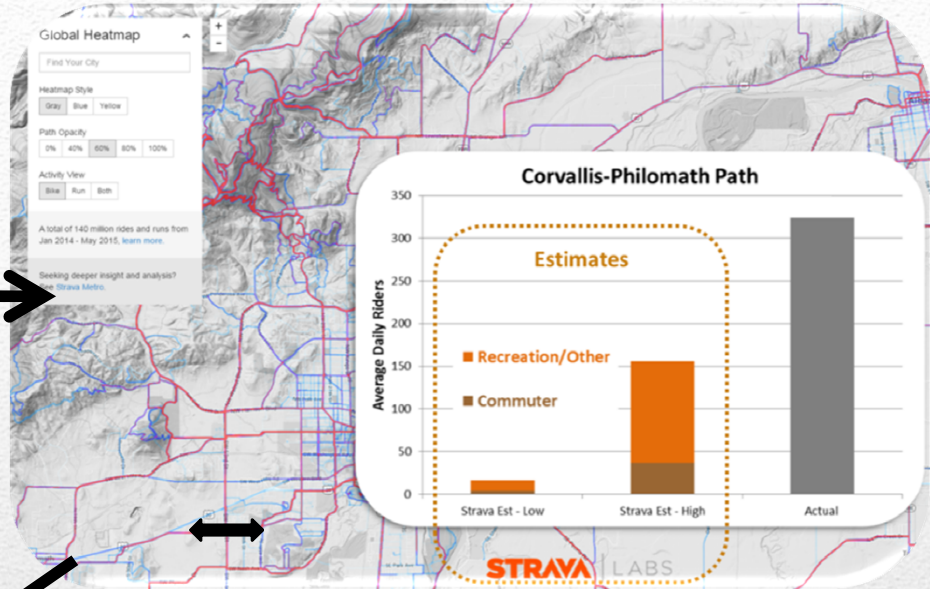 Global Heatmap
+
−
Find Your City
Heatmap Style
Gray Blue Yellow
Path Opacity
0% 40% 60% 80% 100%
Activity View
Bike Run Both
A total of 140 million rides and runs from
Jan 2014 - May 2015, learn more.
Seeking deeper insight and analysis?
See Strava Metro.
Corvallis-Philomath Path
Average Daily Riders
350
300
250
200
150
100
50
0
Estimates
Recreation/Other
Commuter
Strava Est - Low
Strava Est - High
Actual
STRAVA | LABS